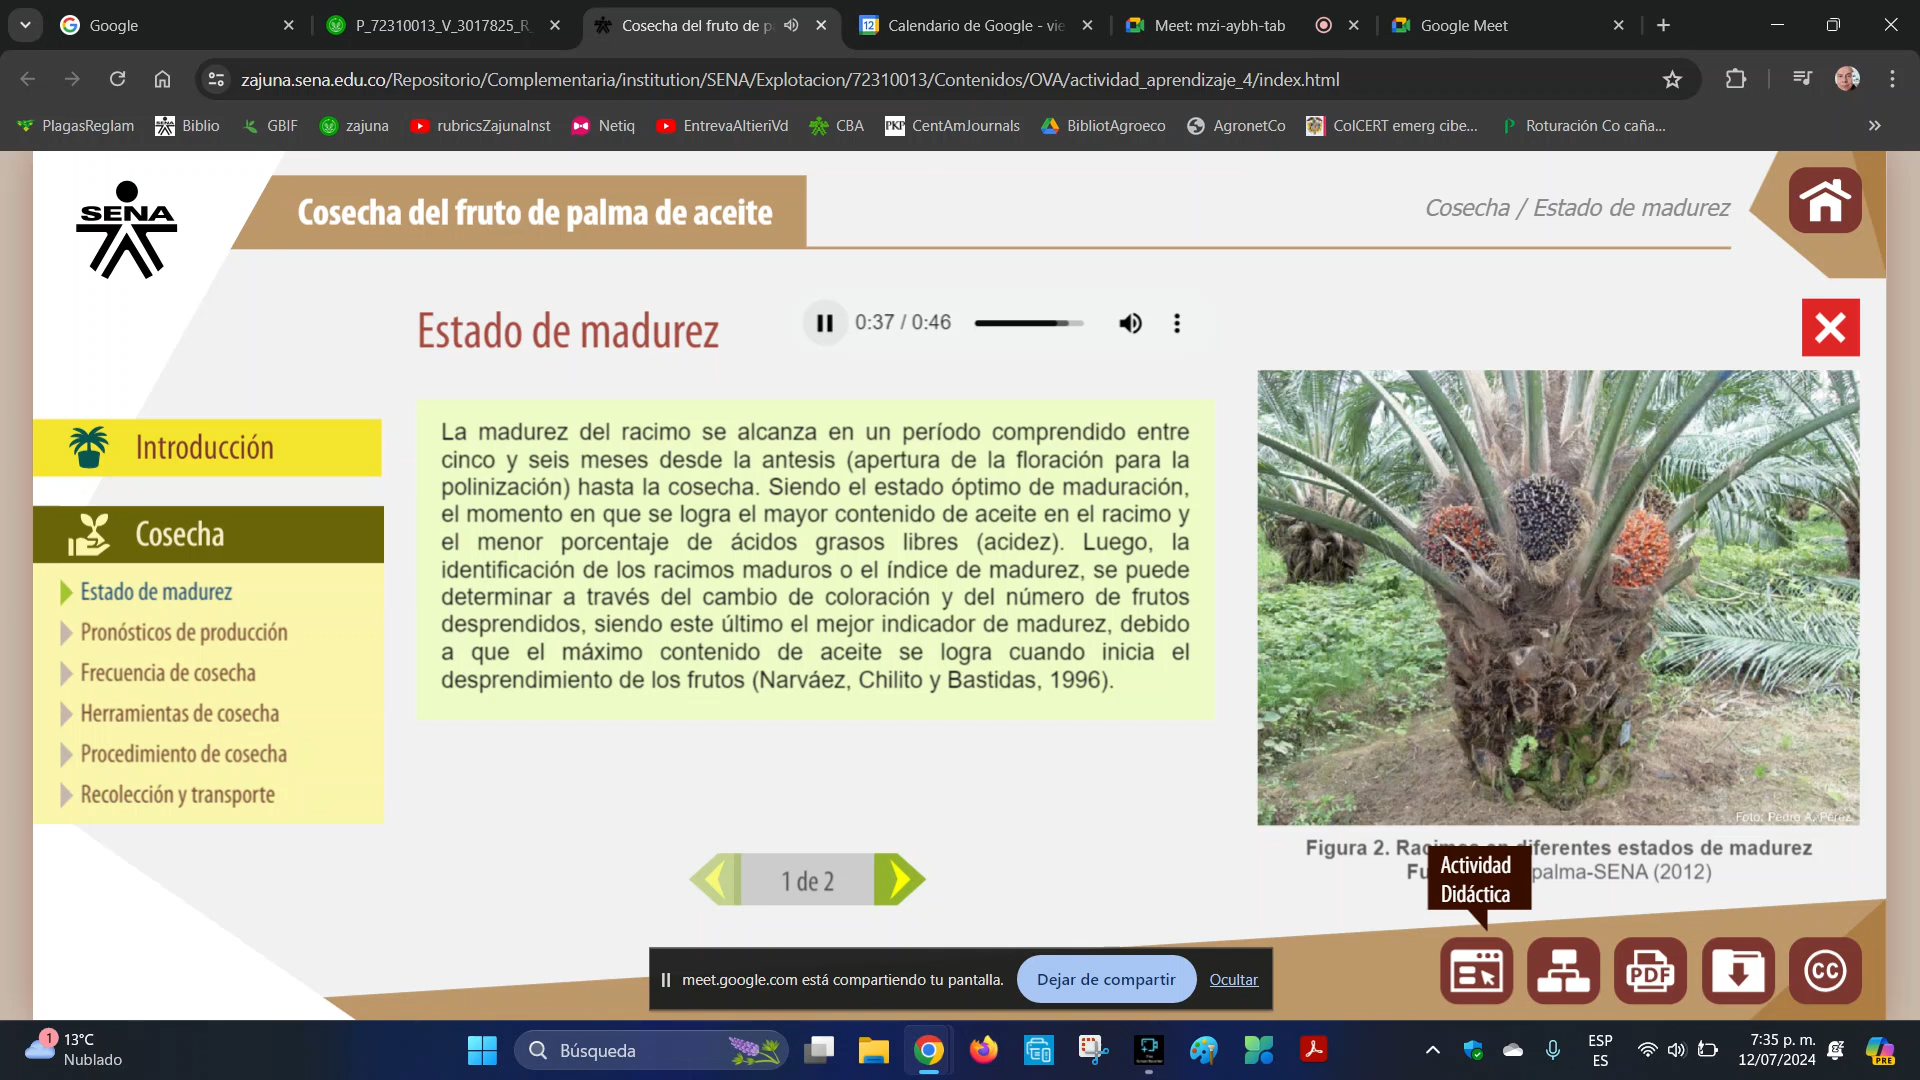 Google
P_72310013_V_3017825_R_
Cosecha del fruto de p
Calendario de Google - vie
Meet: mzi-aybh-tab
Google Meet
zajuna.sena.edu.co/Repositorio/Complementaria/institution/SENA/Explotacion/72310013/Contenidos/OVA/actividad_aprendizaje_4/index.html
PlagasReglam
Biblio
GBIF
zajuna
rubricsZajunaInst
Netiq
EntrevaAltieriVd
CBA
CentAmJournals
BibliotAgroeco
AgronetCo
ColCERT emerg cibe...
Roturación Co caña...
SENA
Cosecha del fruto de palma de aceite
Cosecha / Estado de madurez
Estado de madurez
0:37 / 0:46
Introducción
Cosecha
Estado de madurez
Pronósticos de producción
Frecuencia de cosecha
Herramientas de cosecha
Procedimiento de cosecha
Recolección y transporte
La madurez del racimo se alcanza en un período comprendido entre
cinco y seis meses desde la antesis (apertura de la floración para la
polinización) hasta la cosecha. Siendo el estado óptimo de maduración,
el momento en que se logra el mayor contenido de aceite en el racimo y
el menor porcentaje de ácidos grasos libres (acidez). Luego, la
identificación de los racimos maduros o el índice de madurez, se puede
determinar a través del cambio de coloración y del número de frutos
desprendidos, siendo este último el mejor indicador de madurez, debido
a que el máximo contenido de aceite se logra cuando inicia el
desprendimiento de los frutos (Narváez, Chilito y Bastidas, 1996).
Foto: Pedro A. Pérez
Figura 2. diferentes estados de madurez
palma-SENA (2012)
Actividad
Didáctica
1 de 2
PDF
CC
meet.google.com está compartiendo tu pantalla.
Dejar de compartir
Ocultar
1
13°C
Nublado
Búsqueda
ESP
ES
7:35 p. m.
12/07/2024
PRE